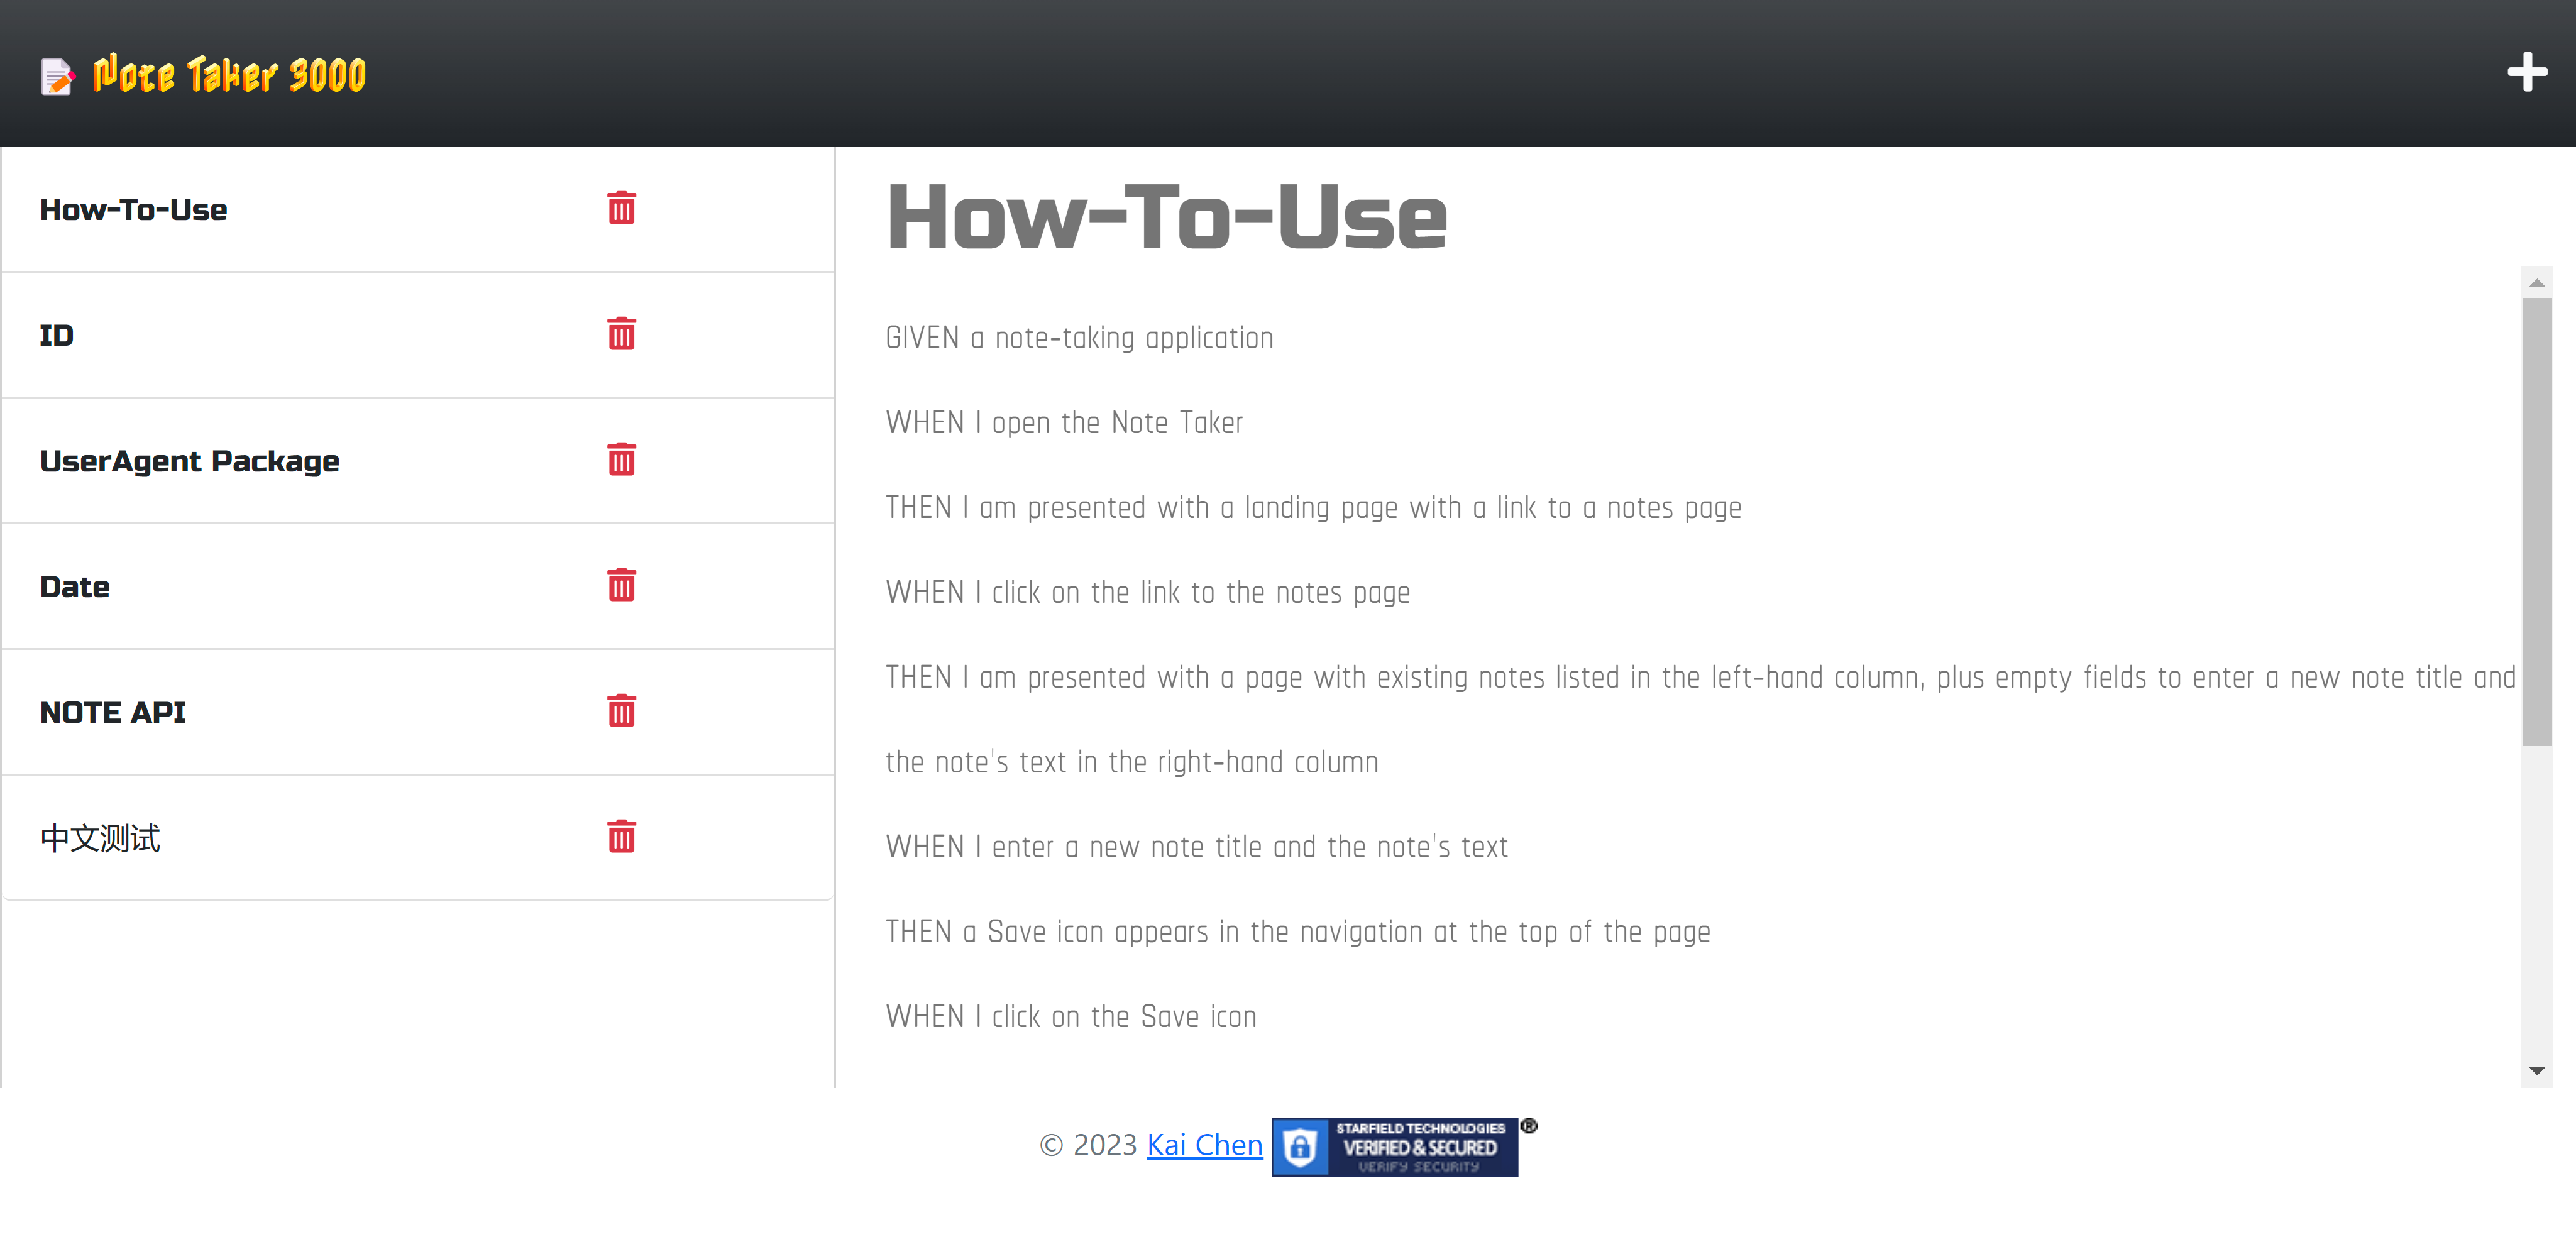 Note Taker 3000
How-To-Use
ID
UserAgent Package
Date
NOTE API
中文测试
How-To-Use
GIVEN a note-taking application
WHEN I open the Note Taker
THEN I am presented with a landing page with a link to a notes page
WHEN I click on the link to the notes page
THEN I am presented with a page with existing notes listed in the left-hand column, plus empty fields to enter a new note title and
the note's text in the right-hand column
WHEN I enter a new note title and the note's text
THEN a Save icon appears in the navigation at the top of the page
WHEN I click on the Save icon
© 2023 Kai Chen
STARFIELD TECHNOLOGIES ®
VERIFIED & SECURED
VERIFY SECURITY